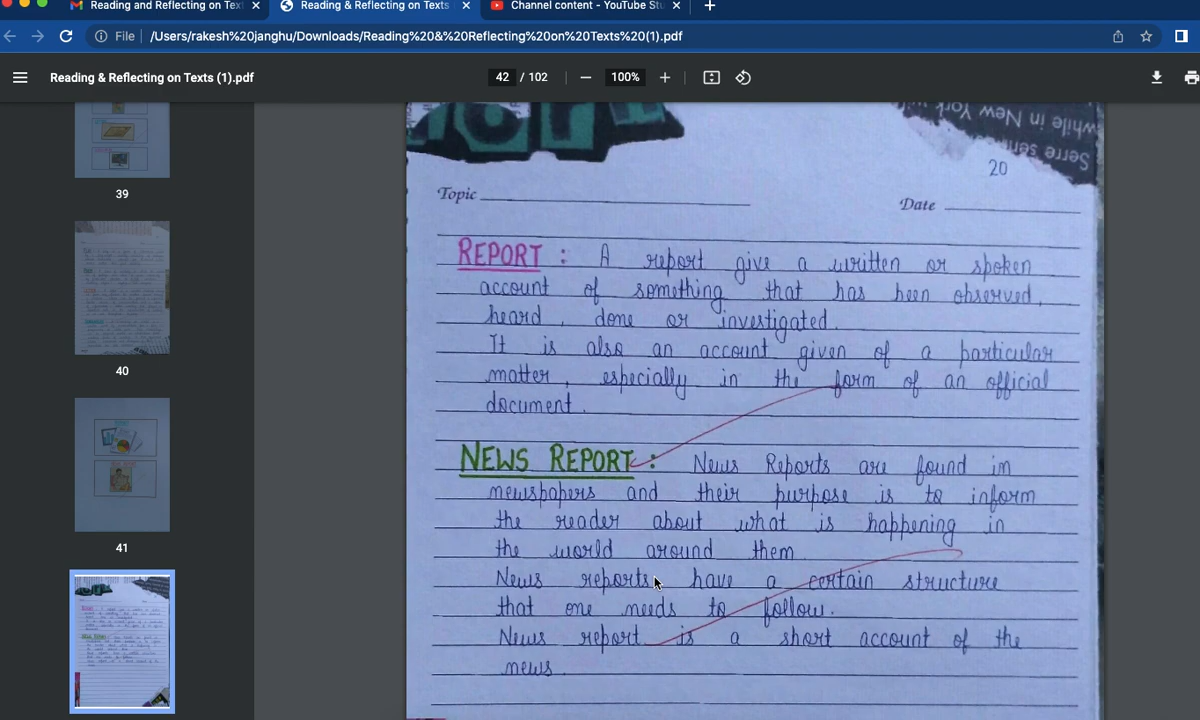 Reading and Reflecting on Tex
Reading & Reflecting on Texts
Channel content - YouTube Stu
File
/Users/rakesh%20janghu/Downloads/Reading%20&%20Reflecting%20on%20Texts%20(1).pdf
Reading & Reflecting on Texts (1).pdf
42 / 102
100%
39
40
41
while in New York wit
20
Topic
Date
REPORT : A report give a written or spoken
account of something that has been observed,
heard, done or investigated.
It is also an account given of a particular
matter, especially in the form of an official
document.
NEWS REPORT : News Reports are found in
newspapers and their purpose is to inform
the reader about what is happening in
the world around them.
News reports have a certain structure
that one needs to follow.
News report is a short account of the
news.